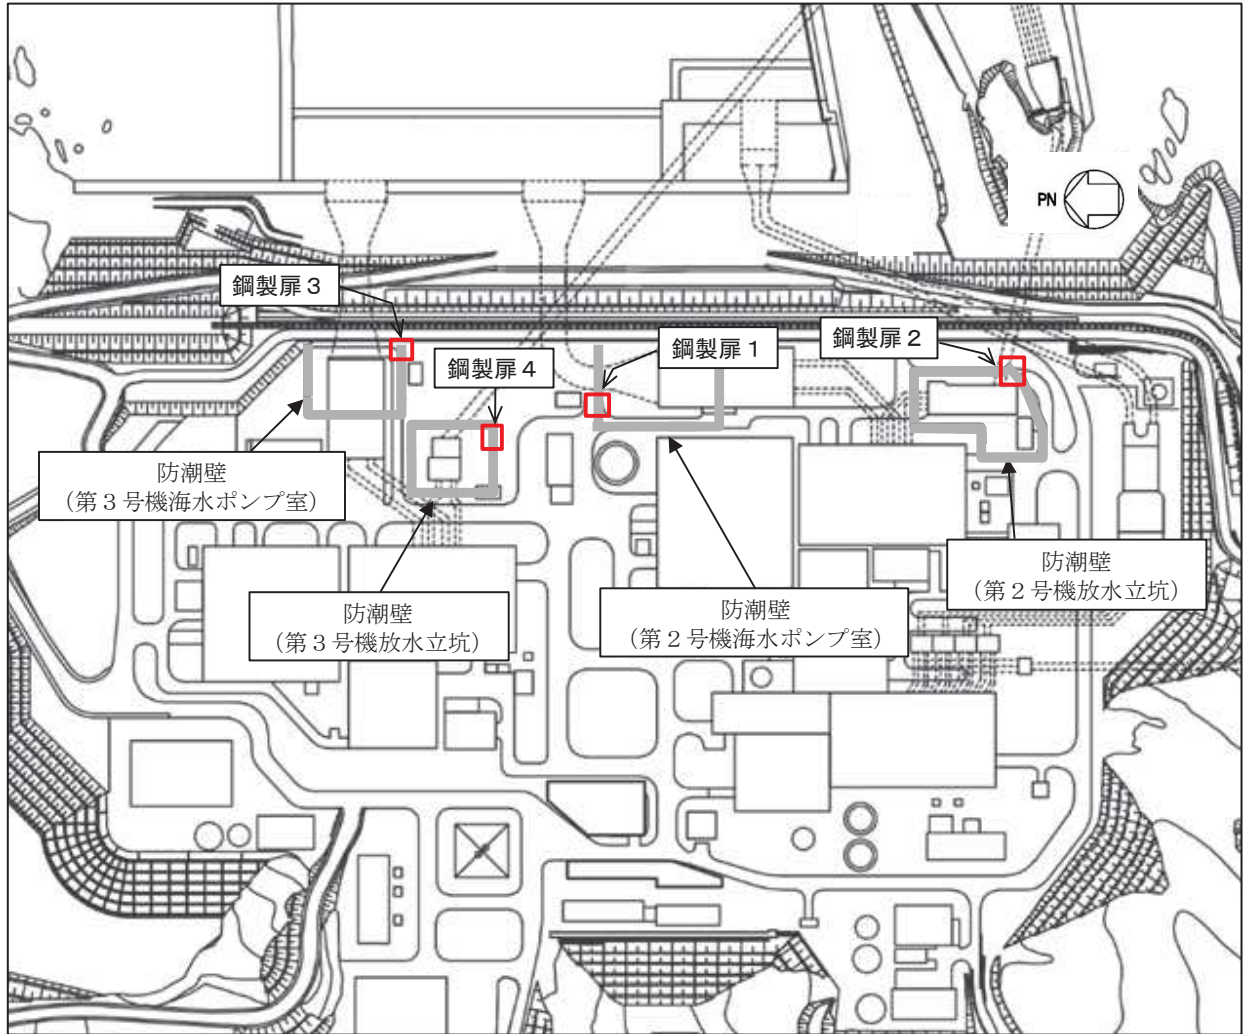 PN
鋼製扉３
鋼製扉４
鋼製扉１
鋼製扉２
防潮壁
（第３号機海水ポンプ室）
防潮壁
（第３号機放水立坑）
防潮壁
（第２号機海水ポンプ室）
防潮壁
（第２号機放水立坑）